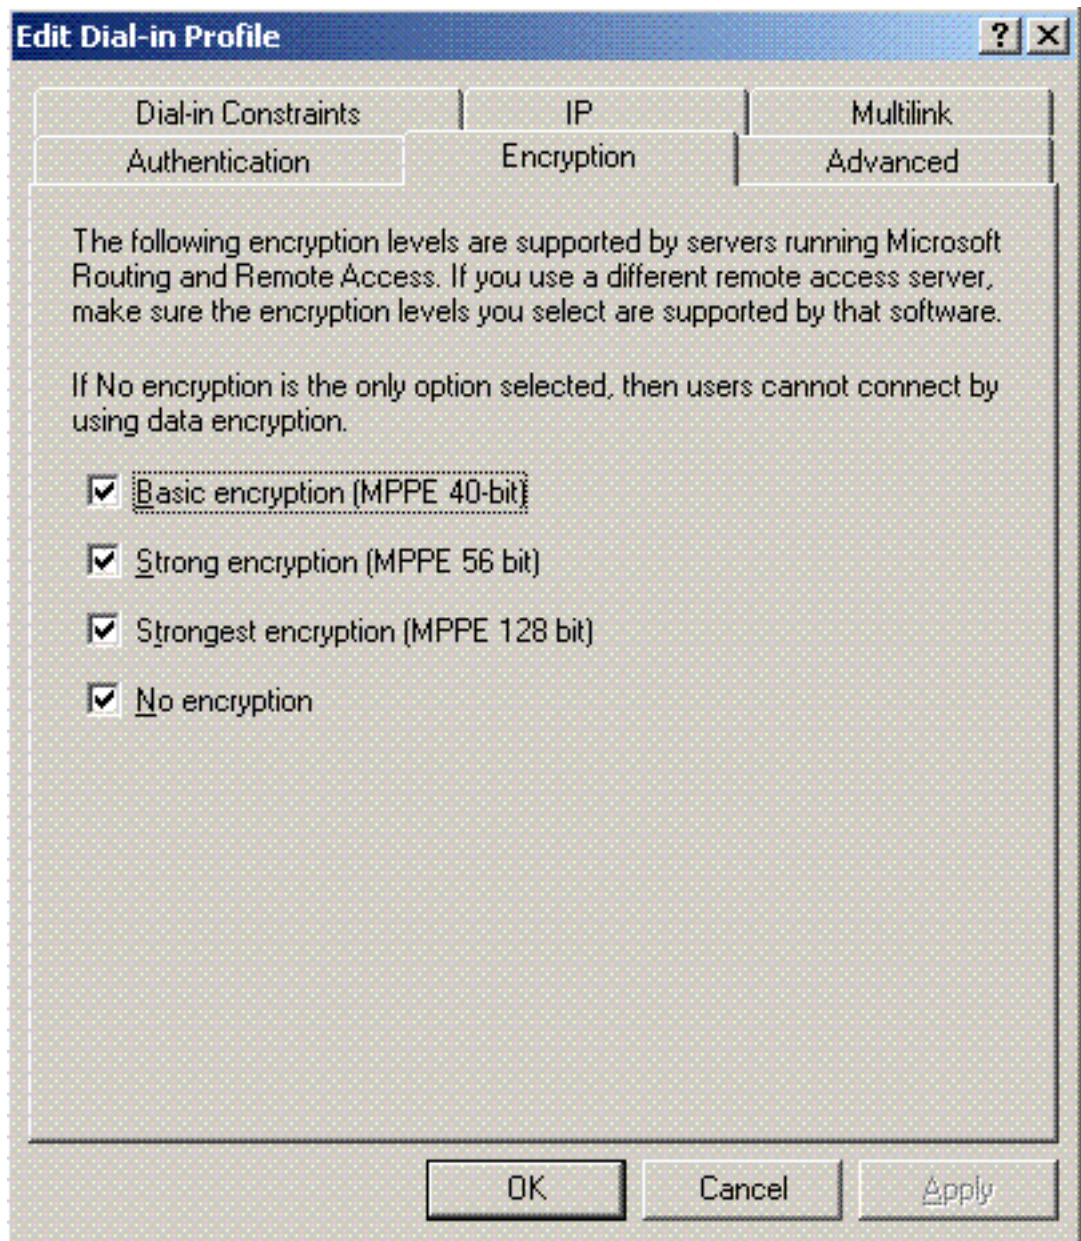 Edit Dial-in Profile
Dial-in Constraints IP Multilink
Authentication Encryption Advanced
The following encryption levels are supported by servers running Microsoft
Routing and Remote Access. If you use a different remote access server,
make sure the encryption levels you select are supported by that software.
If No encryption is the only option selected, then users cannot connect by
using data encryption.
Basic encryption (MPPE 40-bit)
Strong encryption (MPPE 56 bit)
Strongest encryption (MPPE 128 bit)
No encryption
OK Cancel Apply